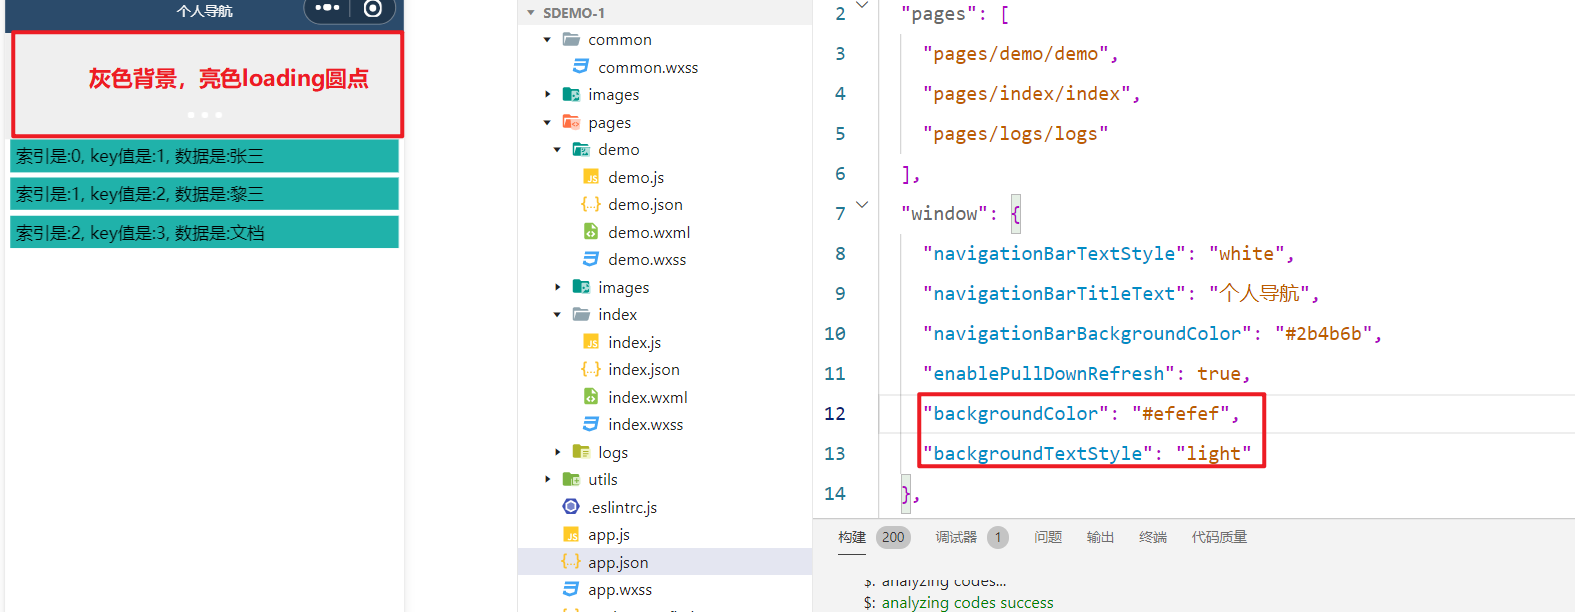 个人导航
灰色背景，亮色loading圆点
索引是:0, key值是:1, 数据是:张三
索引是:1, key值是:2, 数据是:黎三
索引是:2, key值是:3, 数据是:文档
SDEMO-1
common
common.wxss
images
pages
demo
demo.js
demo.json
demo.wxml
demo.wxss
images
index
index.js
index.json
index.wxml
index.wxss
logs
utils
.eslintrc.js
app.js
app.json
app.wxss
2 "pages": [
3 "pages/demo/demo",
4 "pages/index/index",
5 "pages/logs/logs"
6 ],
7 "window": {
8 "navigationBarTextStyle": "white",
9 "navigationBarTitleText": "个人导航",
10 "navigationBarBackgroundColor": "#2b4b6b",
11 "enablePullDownRefresh": true,
12 "backgroundColor": "#efefef",
13 "backgroundTextStyle": "light"
14 },
构建 200 调试器 1 问题 输出 终端 代码质量
$: analyzing codes...
$: analyzing codes success